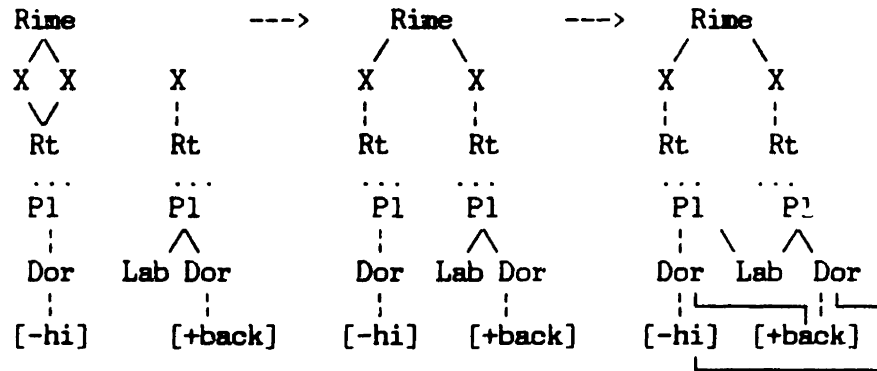 Rime ---> Rime ---> Rime
X X X X X X X
Rt Rt Rt Rt Rt Rt
... ... ... ... ... ...
Pl Pl Pl Pl Pl Pl
Dor Lab Dor Dor Lab Dor Dor Lab Dor
[-hi] [+back] [-hi] [+back] [-hi] [+back]